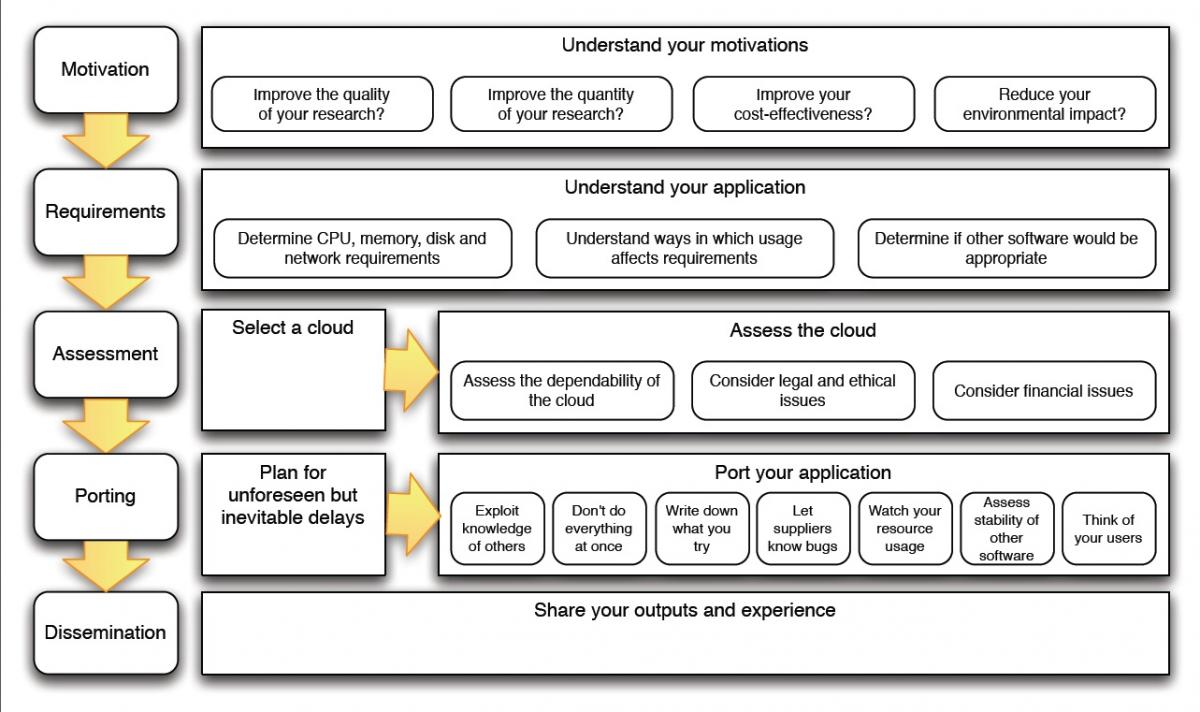 Motivation
Understand your motivations
Improve the quality
of your research?
Improve the quantity
of your research?
Improve your
cost-effectiveness?
Reduce your
environmental impact?
Requirements
Understand your application
Determine CPU, memory, disk and
network requirements
Understand ways in which usage
affects requirements
Determine if other software would be
appropriate
Assessment
Select a cloud
Assess the cloud
Assess the dependability of
the cloud
Consider legal and ethical
issues
Consider financial issues
Porting
Plan for
unforeseen but
inevitable delays
Port your application
Exploit
knowledge
of others
Don't do
everything
at once
Write down
what you
try
Let
suppliers
know bugs
Watch your
resource
usage
Assess
stability of
other
software
Think of
your users
Dissemination
Share your outputs and experience